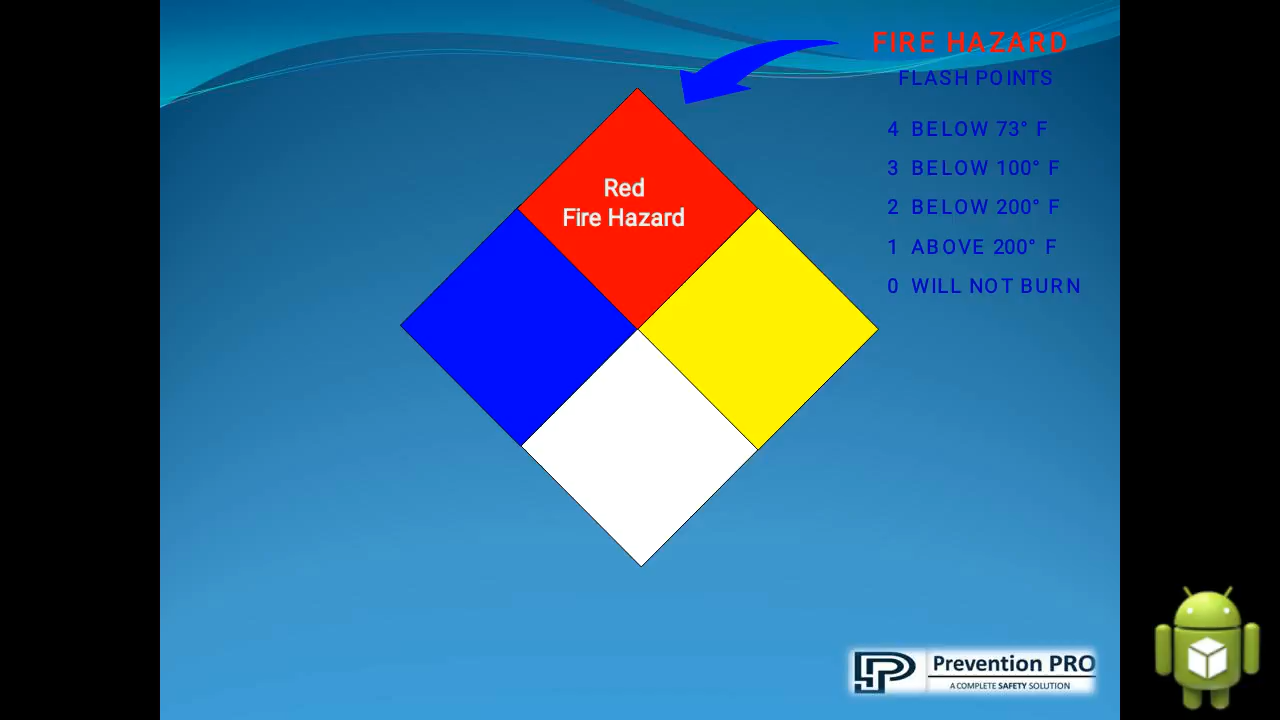 FIRE HAZARD
FLASH POINTS
4 BELOW 73° F
3 BELOW 100° F
2 BELOW 200° F
1 ABOVE 200° F
0 WILL NOT BURN
Red
Fire Hazard
Prevention PRO
A COMPLETE SAFETY SOLUTION